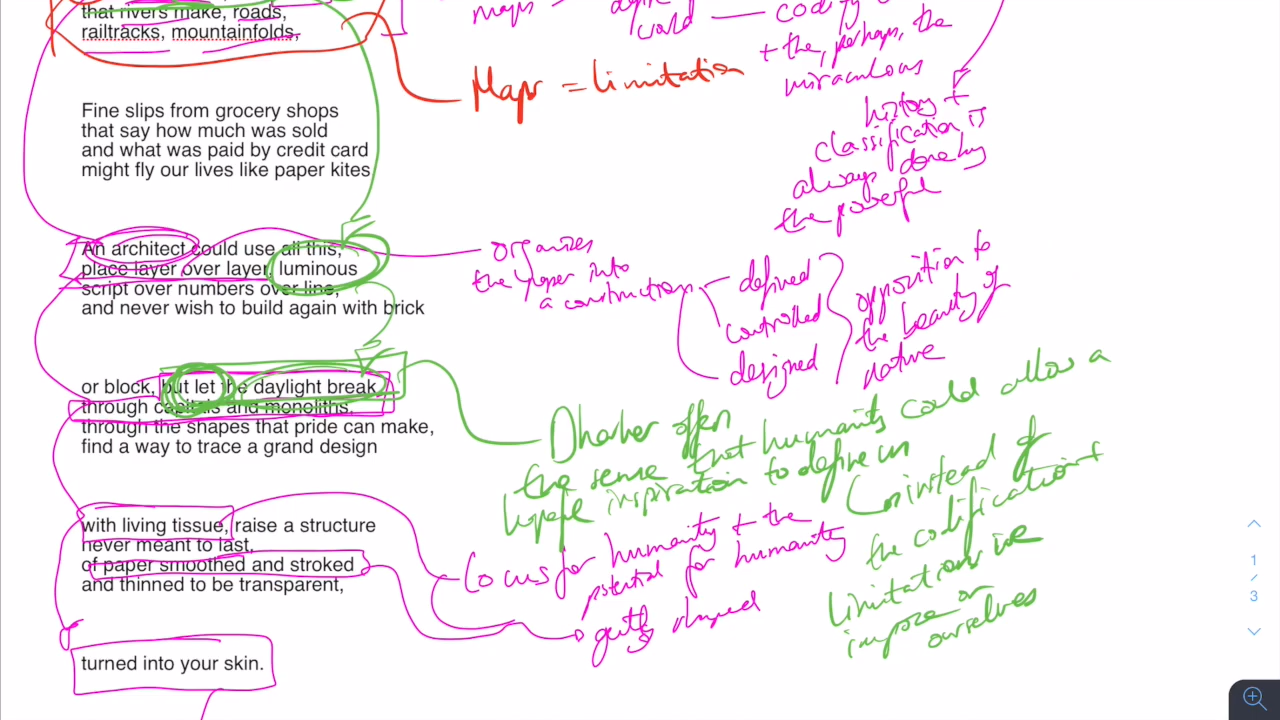 that rivers make, roads,
railtracks, mountainfolds,
Fine slips from grocery shops
that say how much was sold
and what was paid by credit card
might fly our lives like paper kites
An architect could use all this,
place layer over layer, luminous
script over numbers over line,
and never wish to build again with brick
or block, but let the daylight break
through capitals and monoliths,
through the shapes that pride can make,
find a way to trace a grand design
with living tissue, raise a structure
never meant to last,
of paper smoothed and stroked
and thinned to be transparent,
turned into your skin.
maps
world
codify
+ the, perhaps, the
miraculous
Maps = limitation
history +
classification is
always done by
the powerful
organizes
the paper into
a construction
defined
controlled
designed
opposition to
the beauty of
nature
Dharker offers
the sense that humanity could allow a
hopeful inspiration to define us
instead of
the codification +
limitation we
impose on
ourselves
focus for humanity + the
potential for humanity
gently shaped
1
/
3